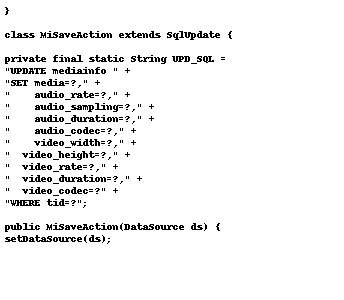 }
class MiSaveAction extends SqlUpdate {
private final static String UPD_SQL =
"UPDATE mediainfo " +
"SET media=?," +
"    audio_rate=?," +
"    audio_sampling=?," +
"    audio_duration=?," +
"    audio_codec=?," +
"    video_width=?," +
"  video_height=?," +
"  video_rate=?," +
"  video_duration=?," +
"  video_codec=?" +
"WHERE tid=?";
public MiSaveAction(DataSource ds) {
setDataSource(ds);